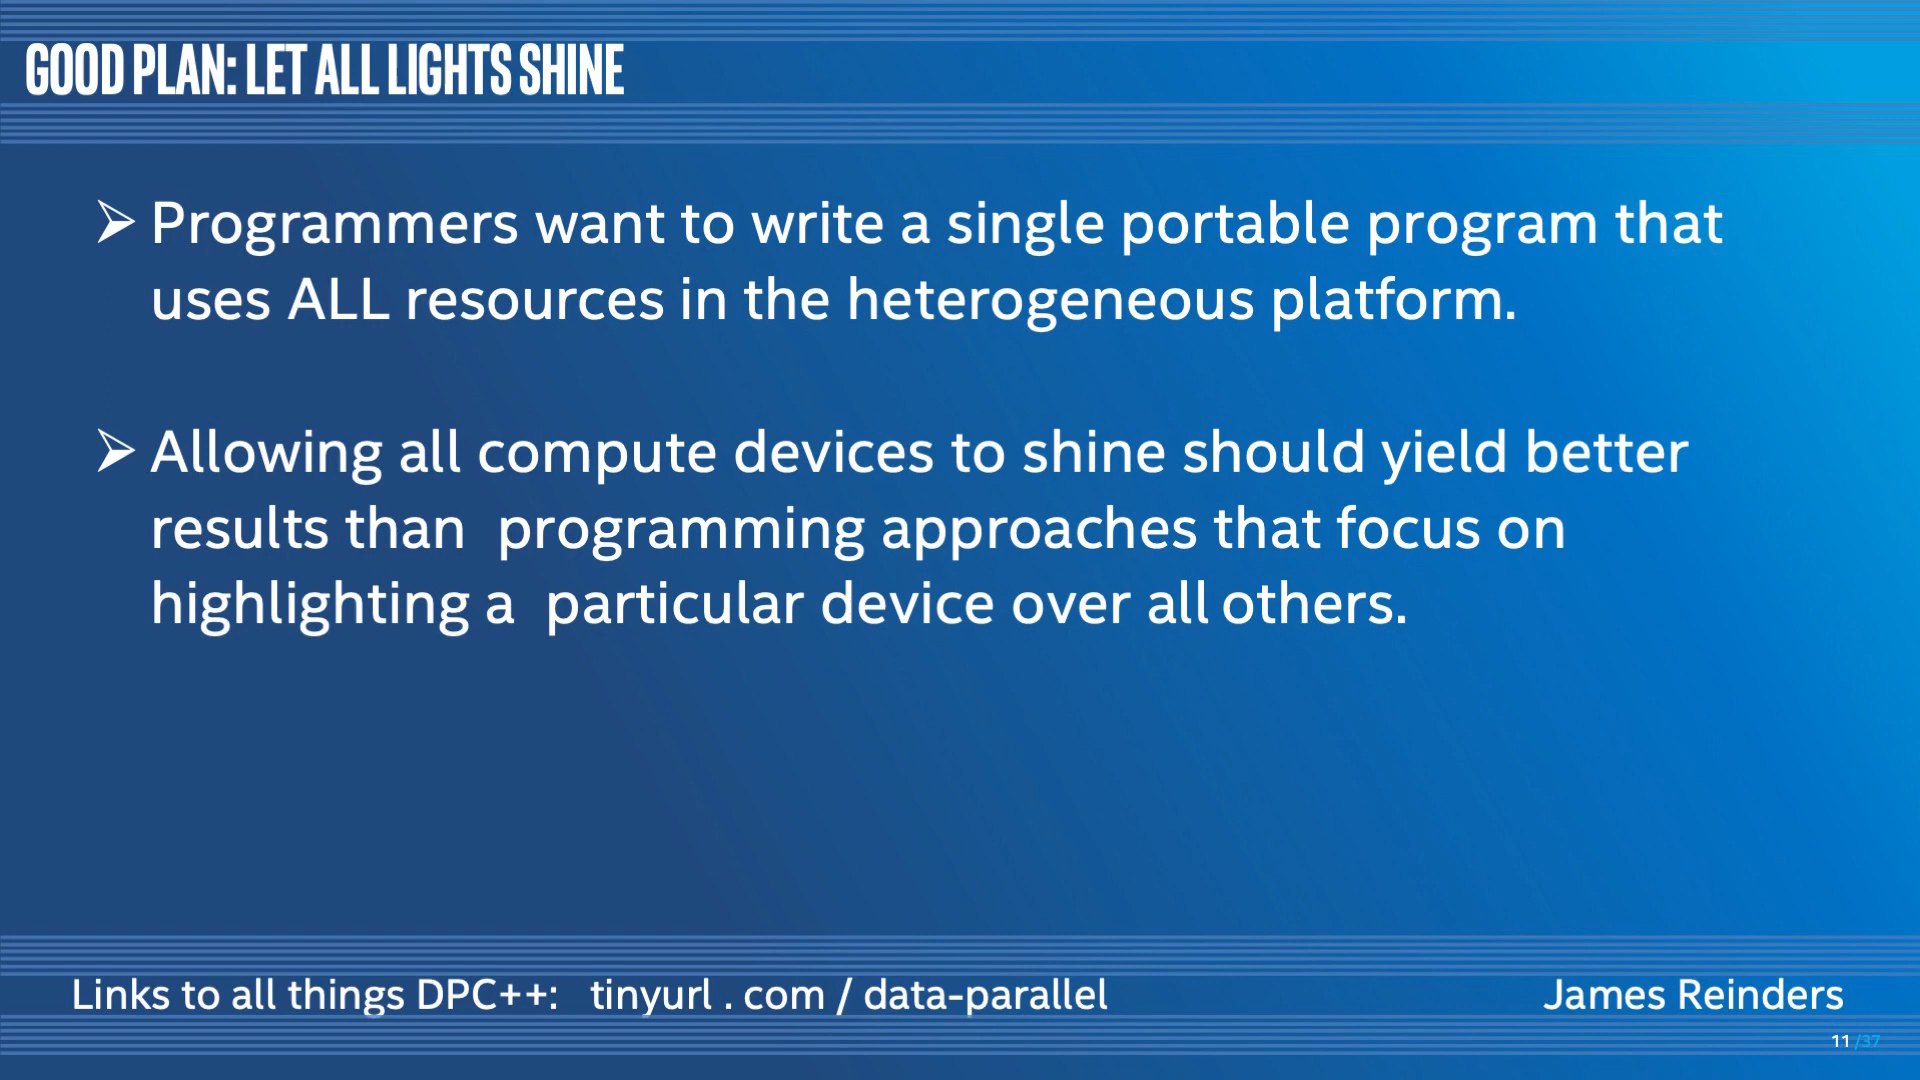 GOOD PLAN: LET ALL LIGHTS SHINE
➢ Programmers want to write a single portable program that
uses ALL resources in the heterogeneous platform.
➢ Allowing all compute devices to shine should yield better
results than  programming approaches that focus on
highlighting a  particular device over all others.
Links to all things DPC++:   tinyurl . com / data-parallel
James Reinders
11 /37